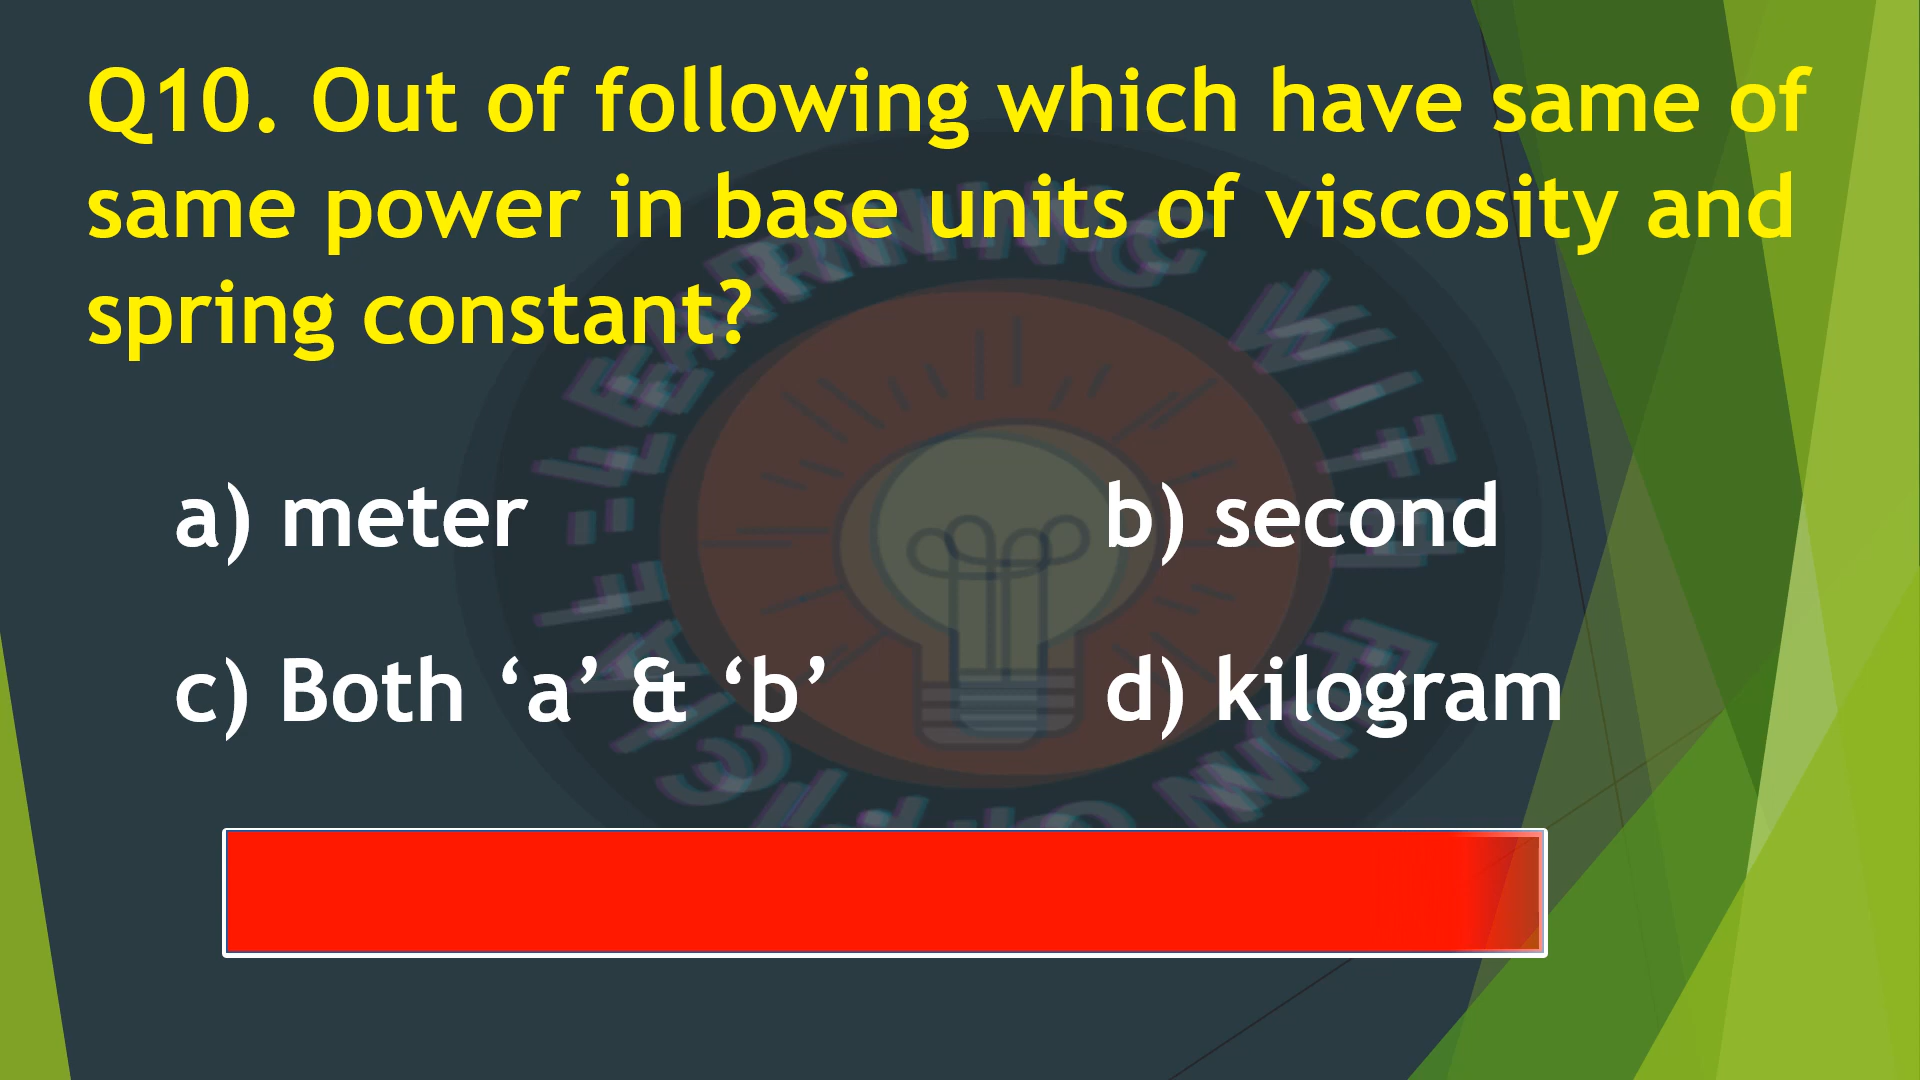 Q10. Out of following which have same of
same power in base units of viscosity and
spring constant?
a) meter
b) second
c) Both ‘a’ & ‘b’
d) kilogram